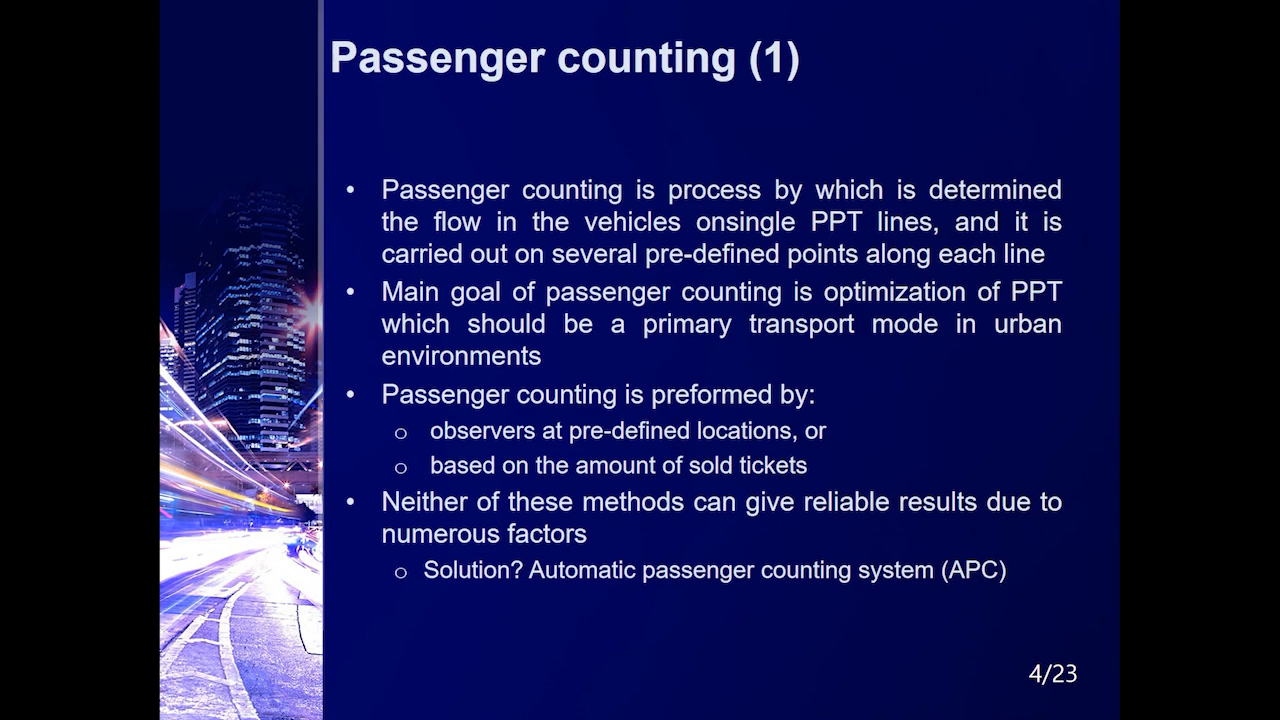 Passenger counting (1)
• Passenger counting is process by which is determined
the flow in the vehicles onsingle PPT lines, and it is
carried out on several pre-defined points along each line
• Main goal of passenger counting is optimization of PPT
which should be a primary transport mode in urban
environments
• Passenger counting is preformed by:
o observers at pre-defined locations, or
o based on the amount of sold tickets
• Neither of these methods can give reliable results due to
numerous factors
o Solution? Automatic passenger counting system (APC)
4/23